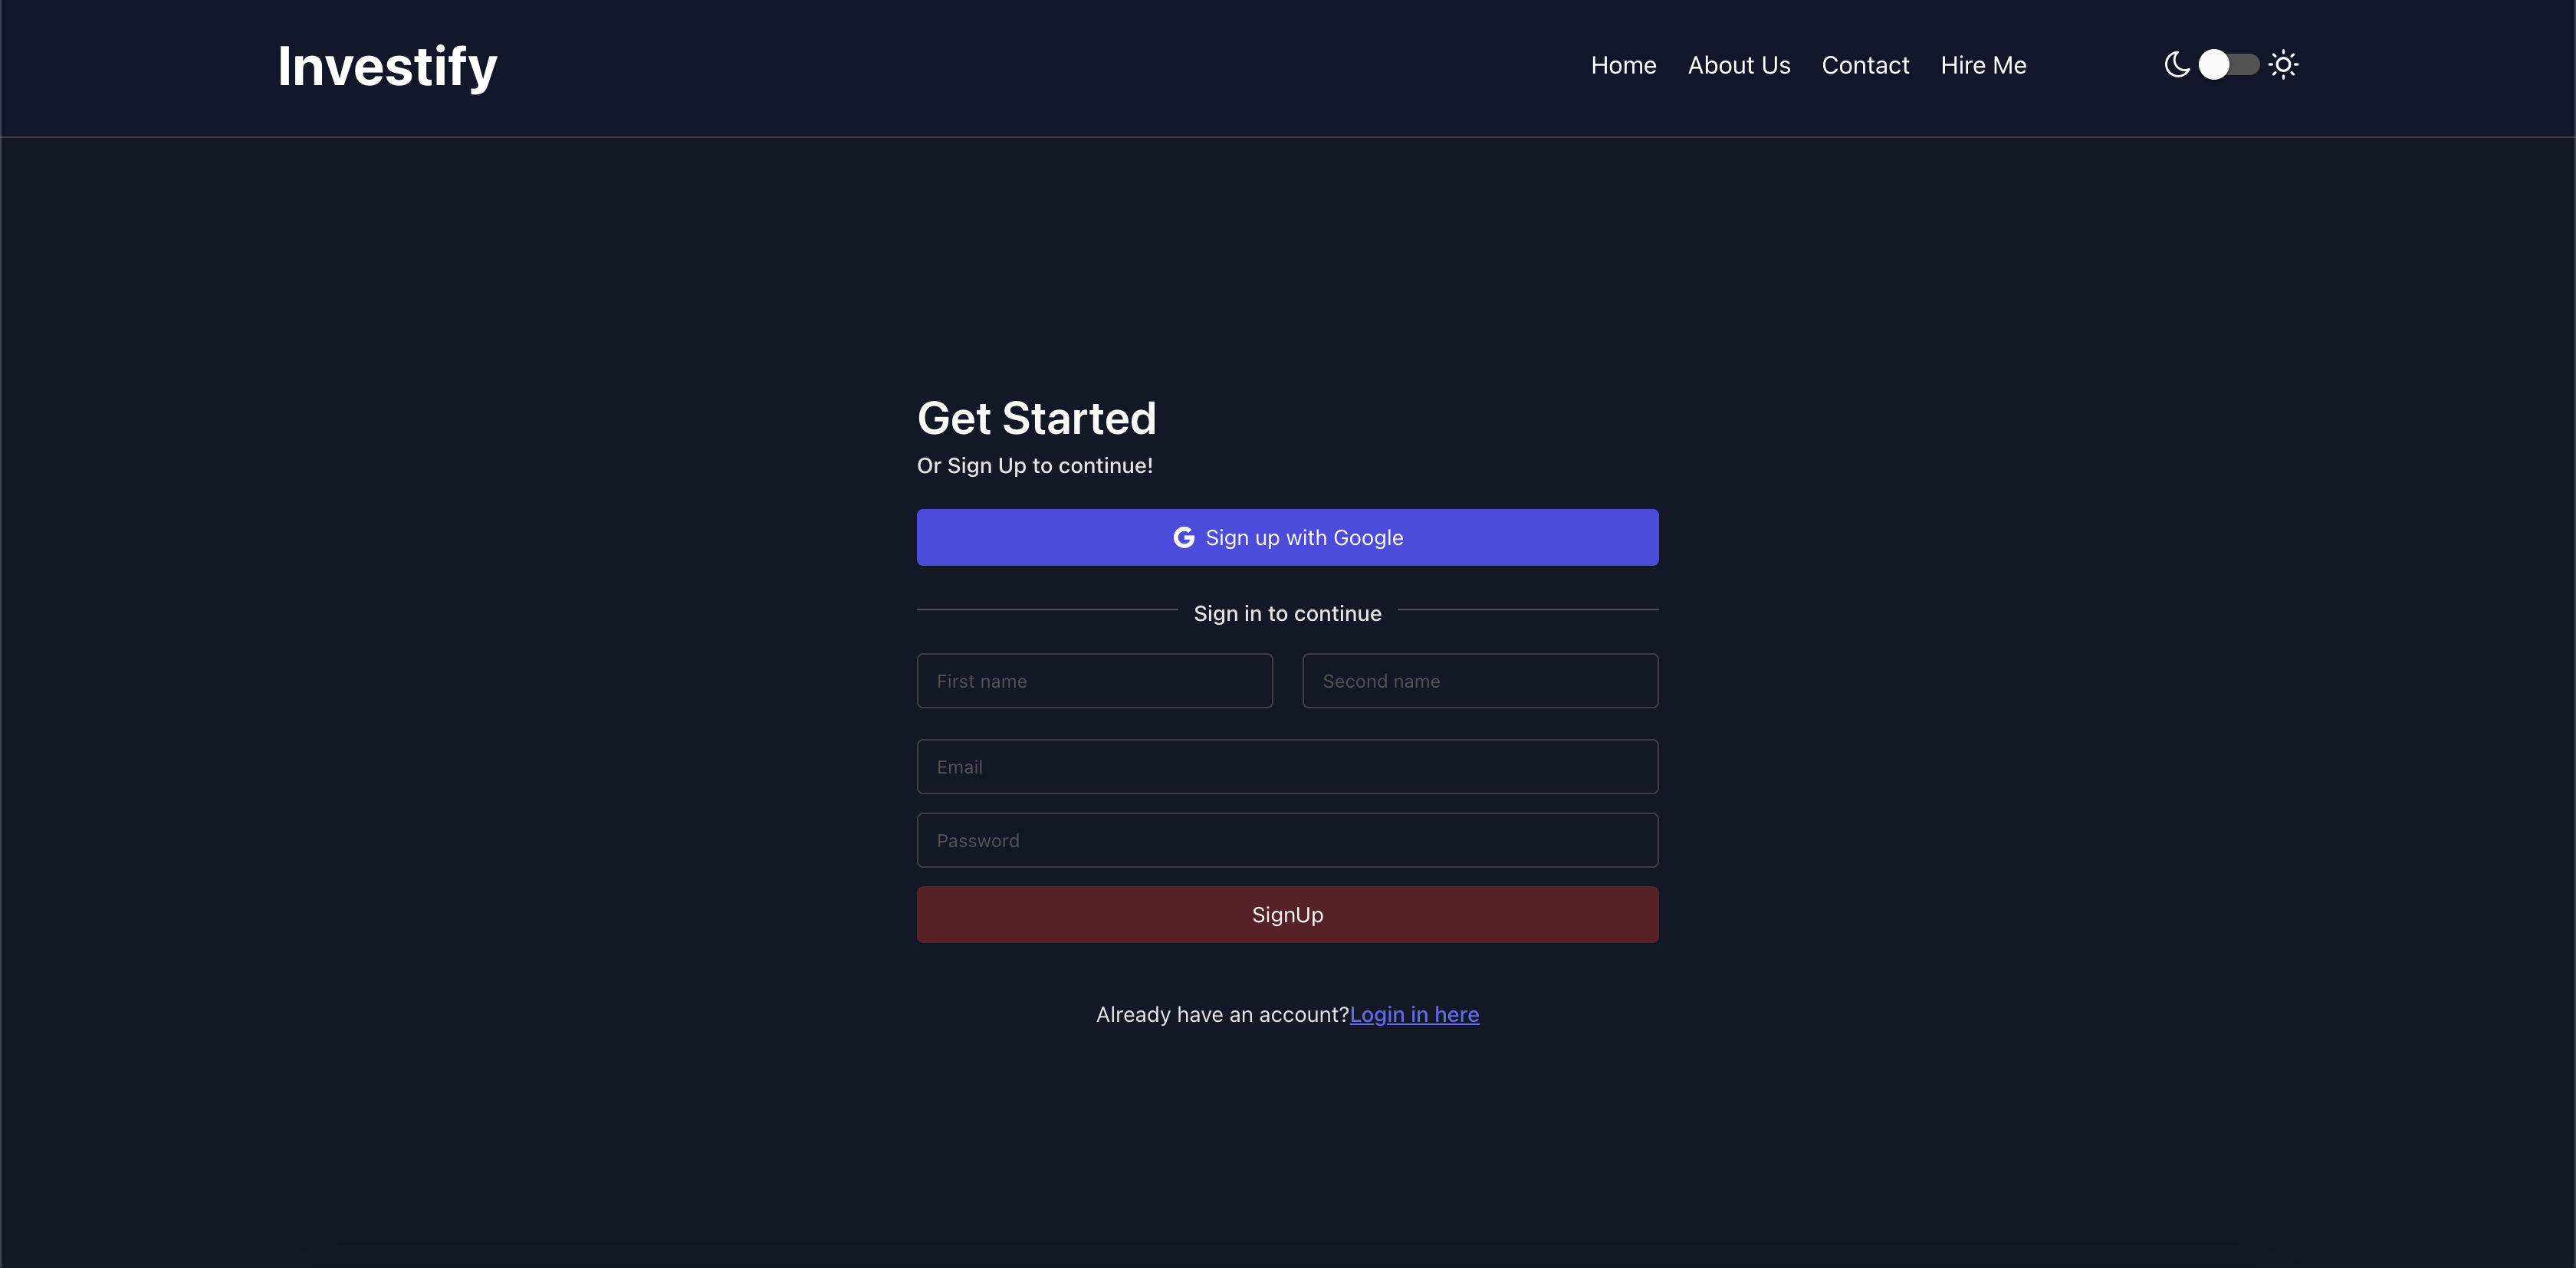 Investify
Home About Us Contact Hire Me
Get Started
Or Sign Up to continue!
Sign up with Google
Sign in to continue
First name Second name
Email
Password
SignUp
Already have an account?Login in here